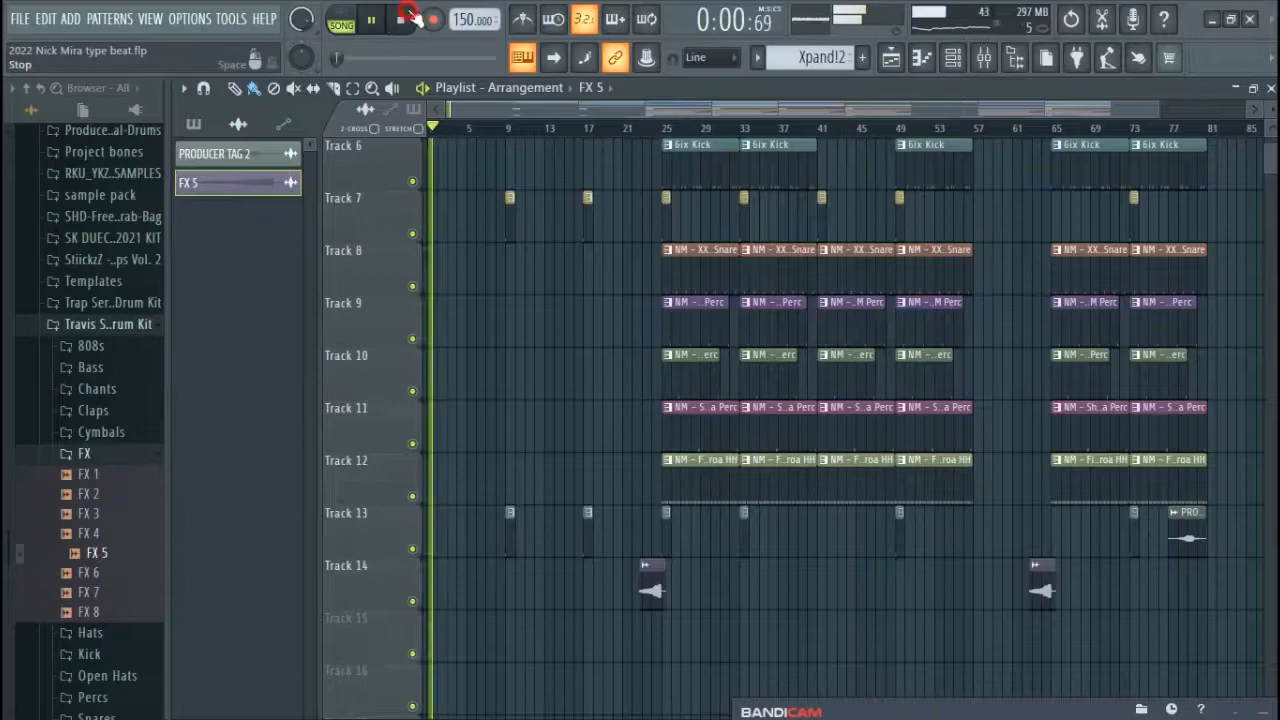 FILE EDIT ADD PATTERNS VIEW OPTIONS TOOLS HELP
SONG
150.000
3.2.
0:00:69
M:S:CS
43
297 MB
5
2022 Nick Mira type beat.flp
Stop
Space
Line
Xpand!2
Browser - All
Playlist - Arrangement
FX 5
Z-CROSS
STRETCH
5 9 13 17 21 25 29 33 37 41 45 49 53 57 61 65 69 73 77 81 85
PRODUCER TAG 2
FX 5
Produce..al-Drums
Project bones
RKU_YKZ.SAMPLES
sample pack
SHD-Free..rab-Bag
SK DUEC..2021 KIT
StiickzZ -..ps Vol. 2
Templates
Trap Ser..Drum Kit
Travis S..rum Kit
808s
Bass
Chants
Claps
Cymbals
FX
FX 1
FX 2
FX 3
FX 4
FX 5
FX 6
FX 7
FX 8
Hats
Kick
Open Hats
Percs
Snares
Track 6
6ix Kick 6ix Kick 6ix Kick 6ix Kick 6ix Kick
Track 7
Track 8
NM - XX..Snare NM - XX..Snare NM - XX..Snare NM - XX..Snare NM - XX..Snare NM - XX..Snare
Track 9
NM -...Perc NM -...Perc NM -..M Perc NM -..M Perc NM -..M Perc NM -...Perc
Track 10
NM -...erc NM -...erc NM -...erc NM -...erc NM -..Perc NM -...erc
Track 11
NM - S..a Perc NM - S..a Perc NM - S..a Perc NM - S..a Perc NM - Sh..a Perc NM - S..a Perc
Track 12
NM - F..roa HH NM - F..roa HH NM - F..roa HH NM - F..roa HH NM - Fi..roa HH NM - F..roa HH
Track 13
PRO..
Track 14
Track 15
Track 16
BANDICAM